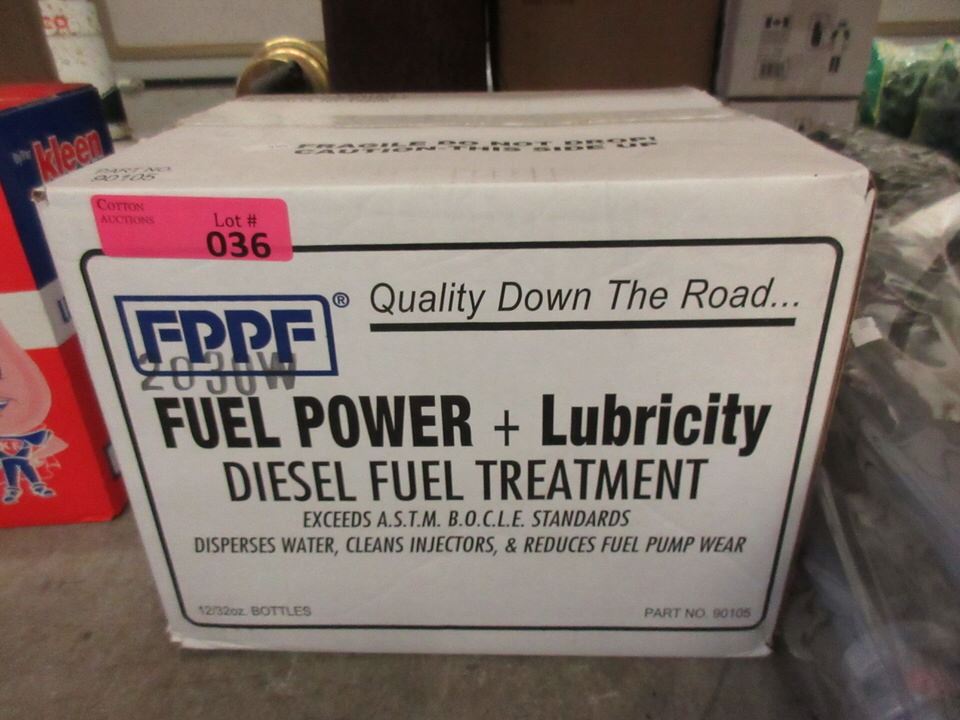 kleen
FRAGILE DO NOT DROP!
CAUTION THIS SIDE UP
PART NO.
90105
COTTON
AUCTIONS
Lot #
036
FPPF®
Quality Down The Road...
2030W
FUEL POWER + Lubricity
DIESEL FUEL TREATMENT
EXCEEDS A.S.T.M. B.O.C.L.E. STANDARDS
DISPERSES WATER, CLEANS INJECTORS, & REDUCES FUEL PUMP WEAR
12/32oz. BOTTLES
PART NO. 90105